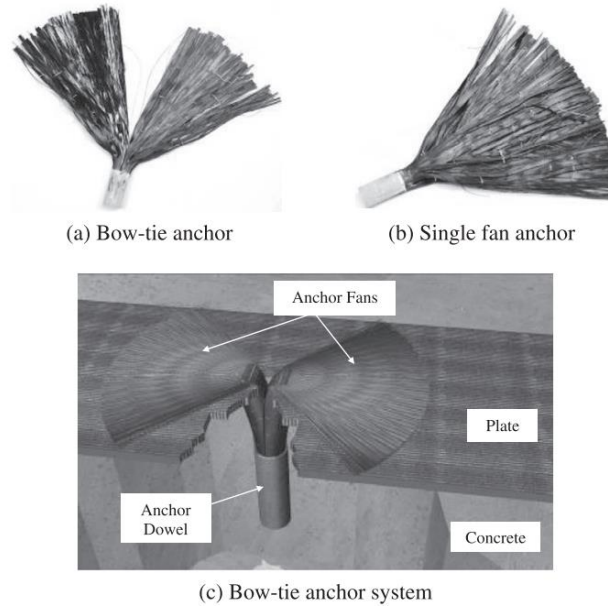 (a) Bow-tie anchor
(b) Single fan anchor
Anchor Fans
Plate
Anchor
Dowel
Concrete
(c) Bow-tie anchor system